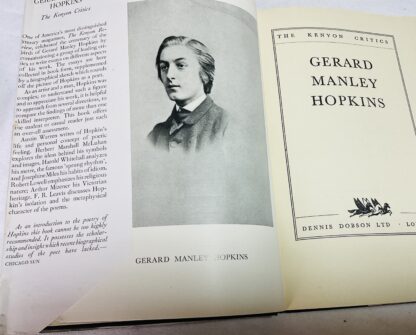 GERARD
HOPKINS
The Kenyon Critics
One of America's most distinguished
literary magazines, The Kenyon Re-
view, celebrated the centenary of the
birth of Gerard Manley Hopkins by
commissioning a group of leading critics
to write essays on different aspects
of his work. The essays are here
collected in book form, supplemented
by a biographical sketch which rounds
off the picture of Hopkins as a poet.
As an artist and a man, Hopkins was
complex; to understand such a figure
and to appreciate his work, it is helpful
to approach from several directions, to
compare the findings of more than one
skilled interpreter. This book offers
the student or casual reader just such
an over-all assessment.
Austin Warren writes of Hopkins's
life and personal concept of poetic
feeling. Herbert Marshall McLuhan
explores the ideas behind his symbols
and images; Harold Whitehall analyzes
his metre, the famous 'sprung rhythm',
and Josephine Miles his habits of idiom.
Robert Lowell emphasizes his religious
nature; Arthur Mizener his Victorian
heritage. F. R. Leavis discusses Hop-
kins's isolation and the metaphysical
character of the poems.
As an introduction to the poetry of
Hopkins this book cannot be too highly
recommended. It possesses the scholar-
ship and insight which recent biographical
studies of the poet have lacked.—
CHICAGO SUN
GERARD MANLEY HOPKINS
THE KENYON CRITICS
GERARD
MANLEY
HOPKINS
DENNIS DOBSON LTD · LO